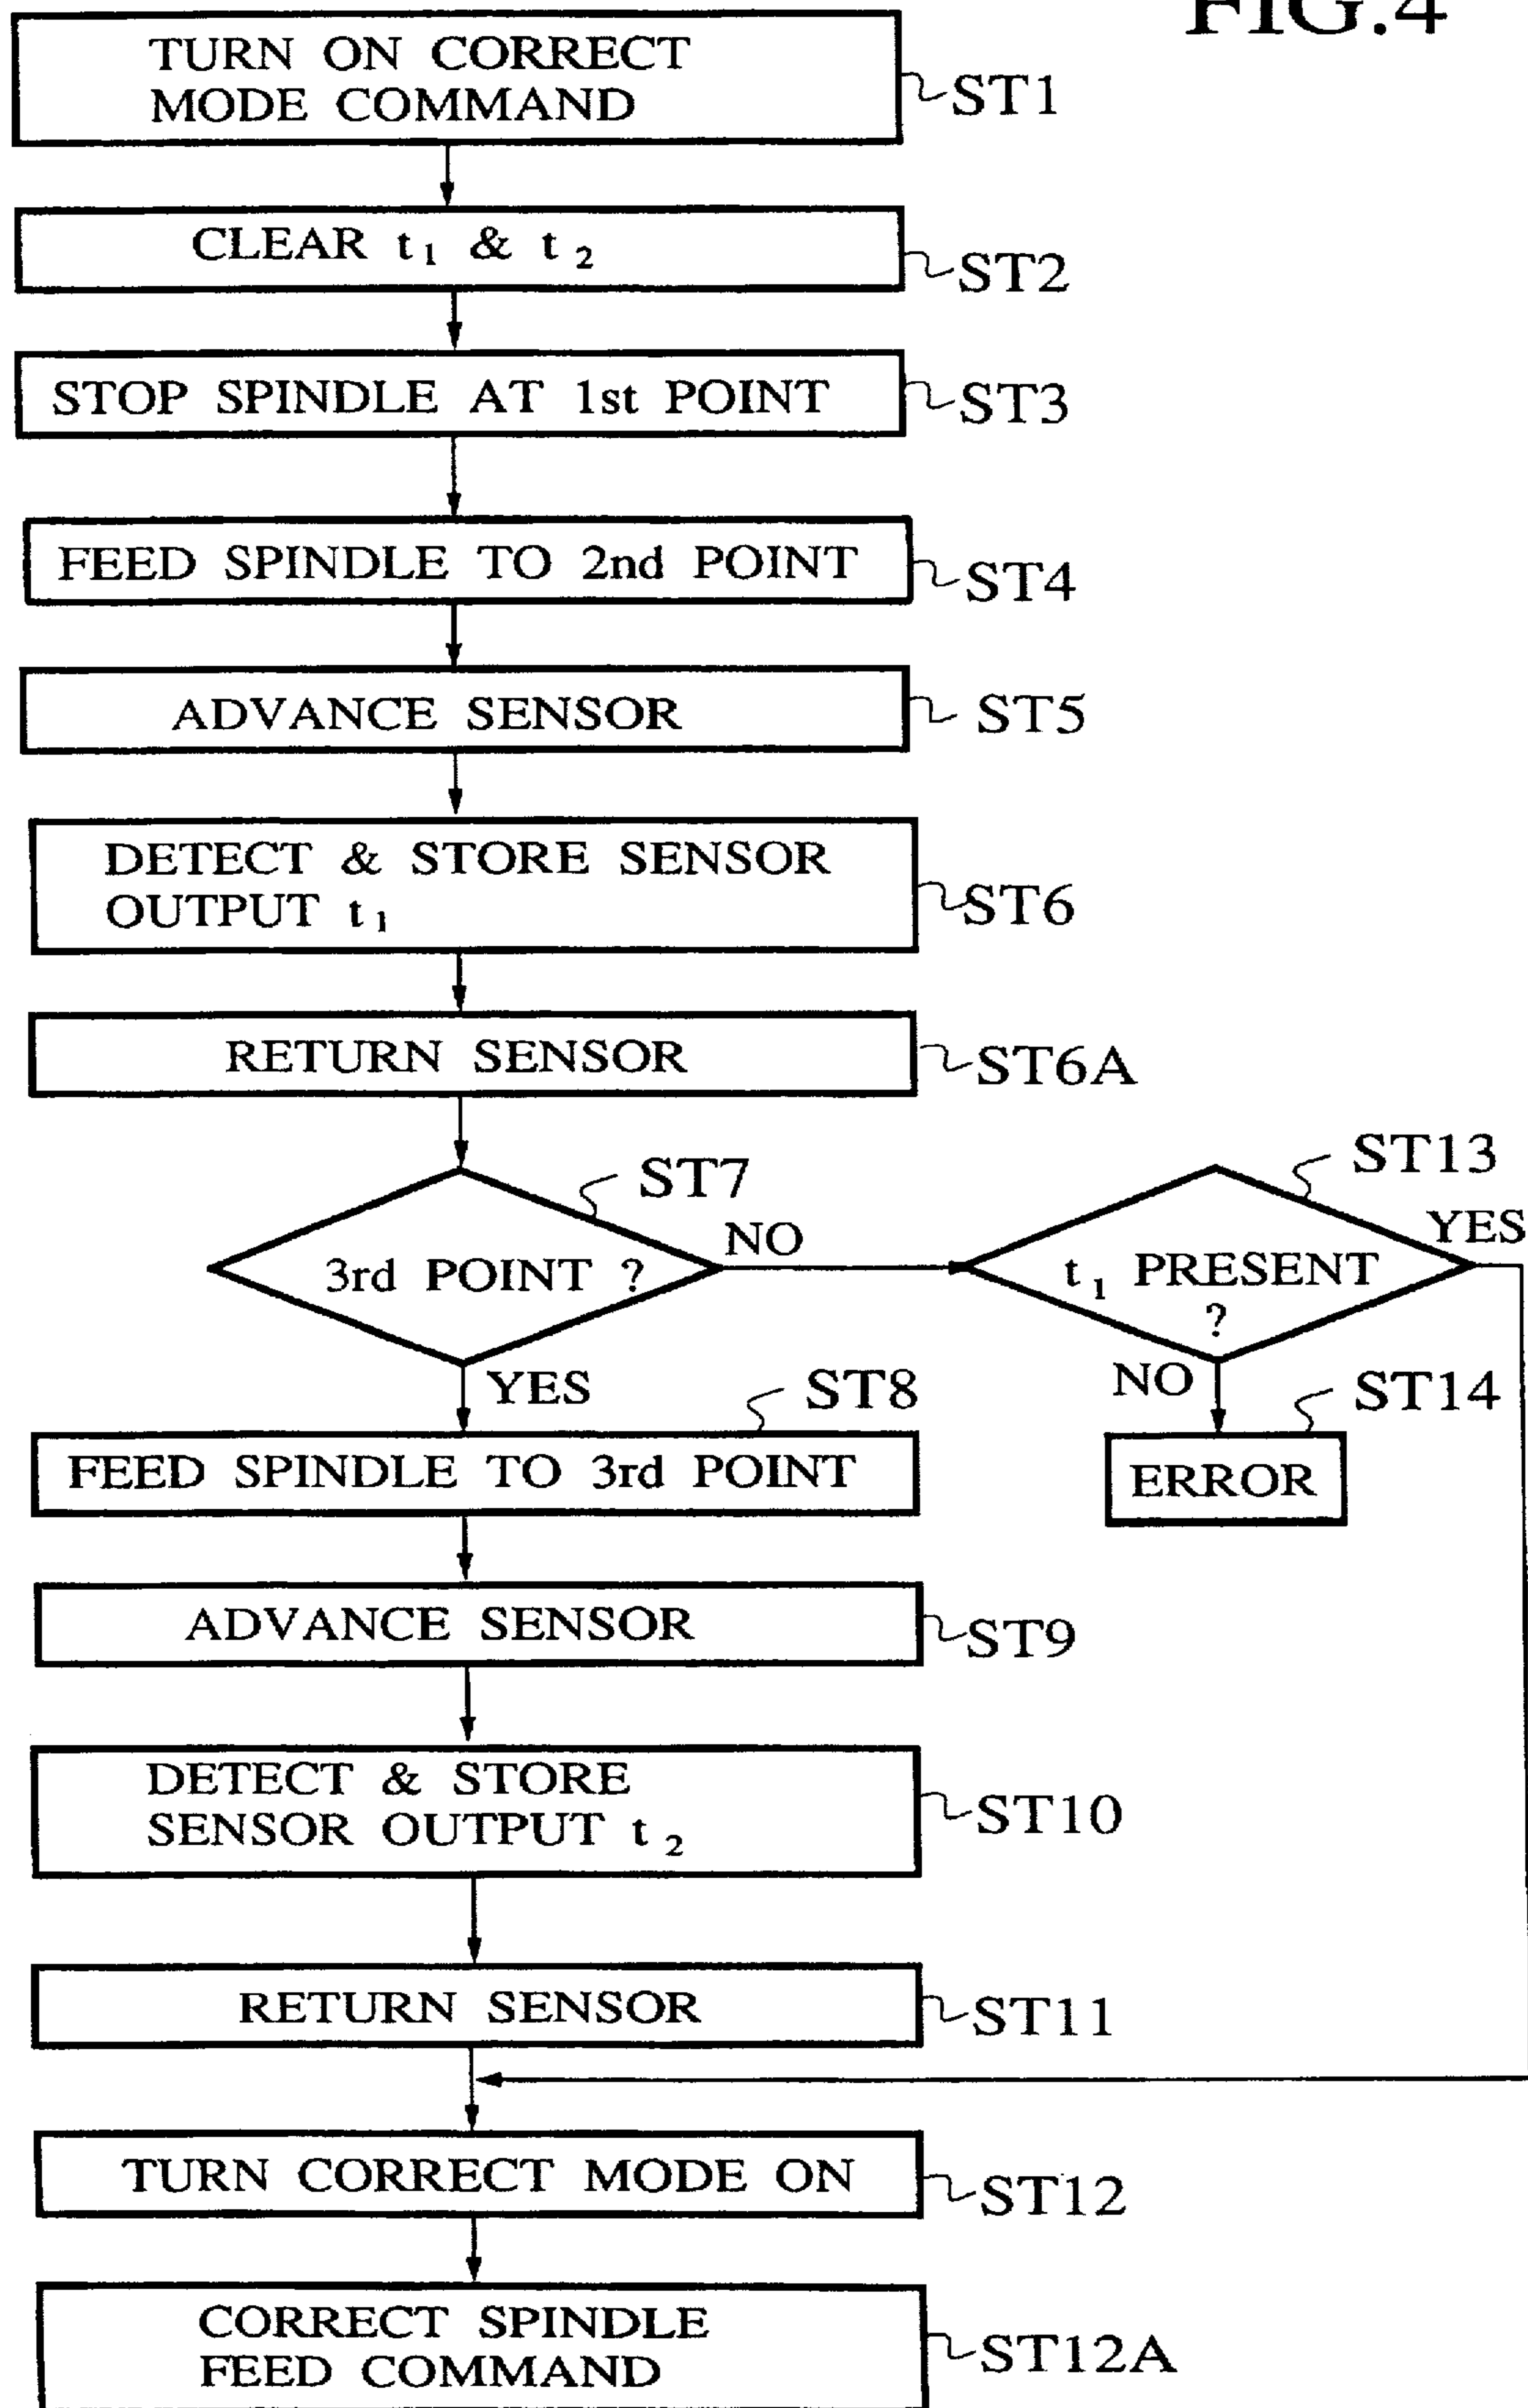 FIG.4
TURN ON CORRECT
MODE COMMAND
ST1
CLEAR t₁ & t₂
ST2
STOP SPINDLE AT 1st POINT
ST3
FEED SPINDLE TO 2nd POINT
ST4
ADVANCE SENSOR
ST5
DETECT & STORE SENSOR
OUTPUT t₁
ST6
RETURN SENSOR
ST6A
ST7
3rd POINT ?
NO
ST13
t₁ PRESENT
?
YES
YES
NO
ST8
FEED SPINDLE TO 3rd POINT
ST14
ERROR
ADVANCE SENSOR
ST9
DETECT & STORE
SENSOR OUTPUT t₂
ST10
RETURN SENSOR
ST11
TURN CORRECT MODE ON
ST12
CORRECT SPINDLE
FEED COMMAND
ST12A